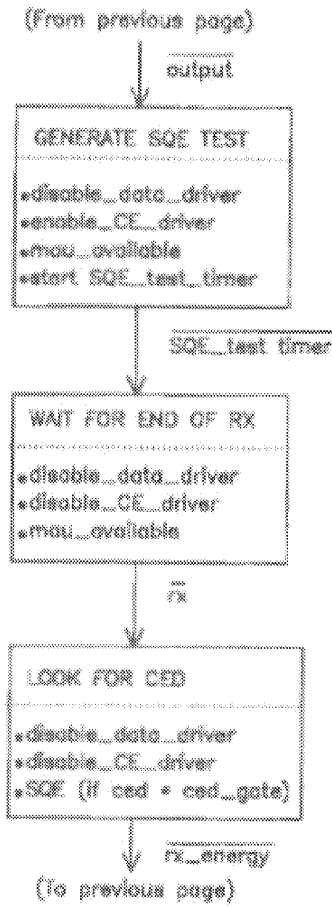 (From previous page)
output
GENERATE SQE TEST
•disable_data_driver
•enable_CE_driver
•mau_available
•start SQE_test_timer
SQE_test timer
WAIT FOR END OF RX
•disable_data_driver
•disable_CE_driver
•mau_available
rx
LOOK FOR CED
•disable_data_driver
•disable_CE_driver
•SQE (if ced * ced_gate)
rx_energy
(To previous page)